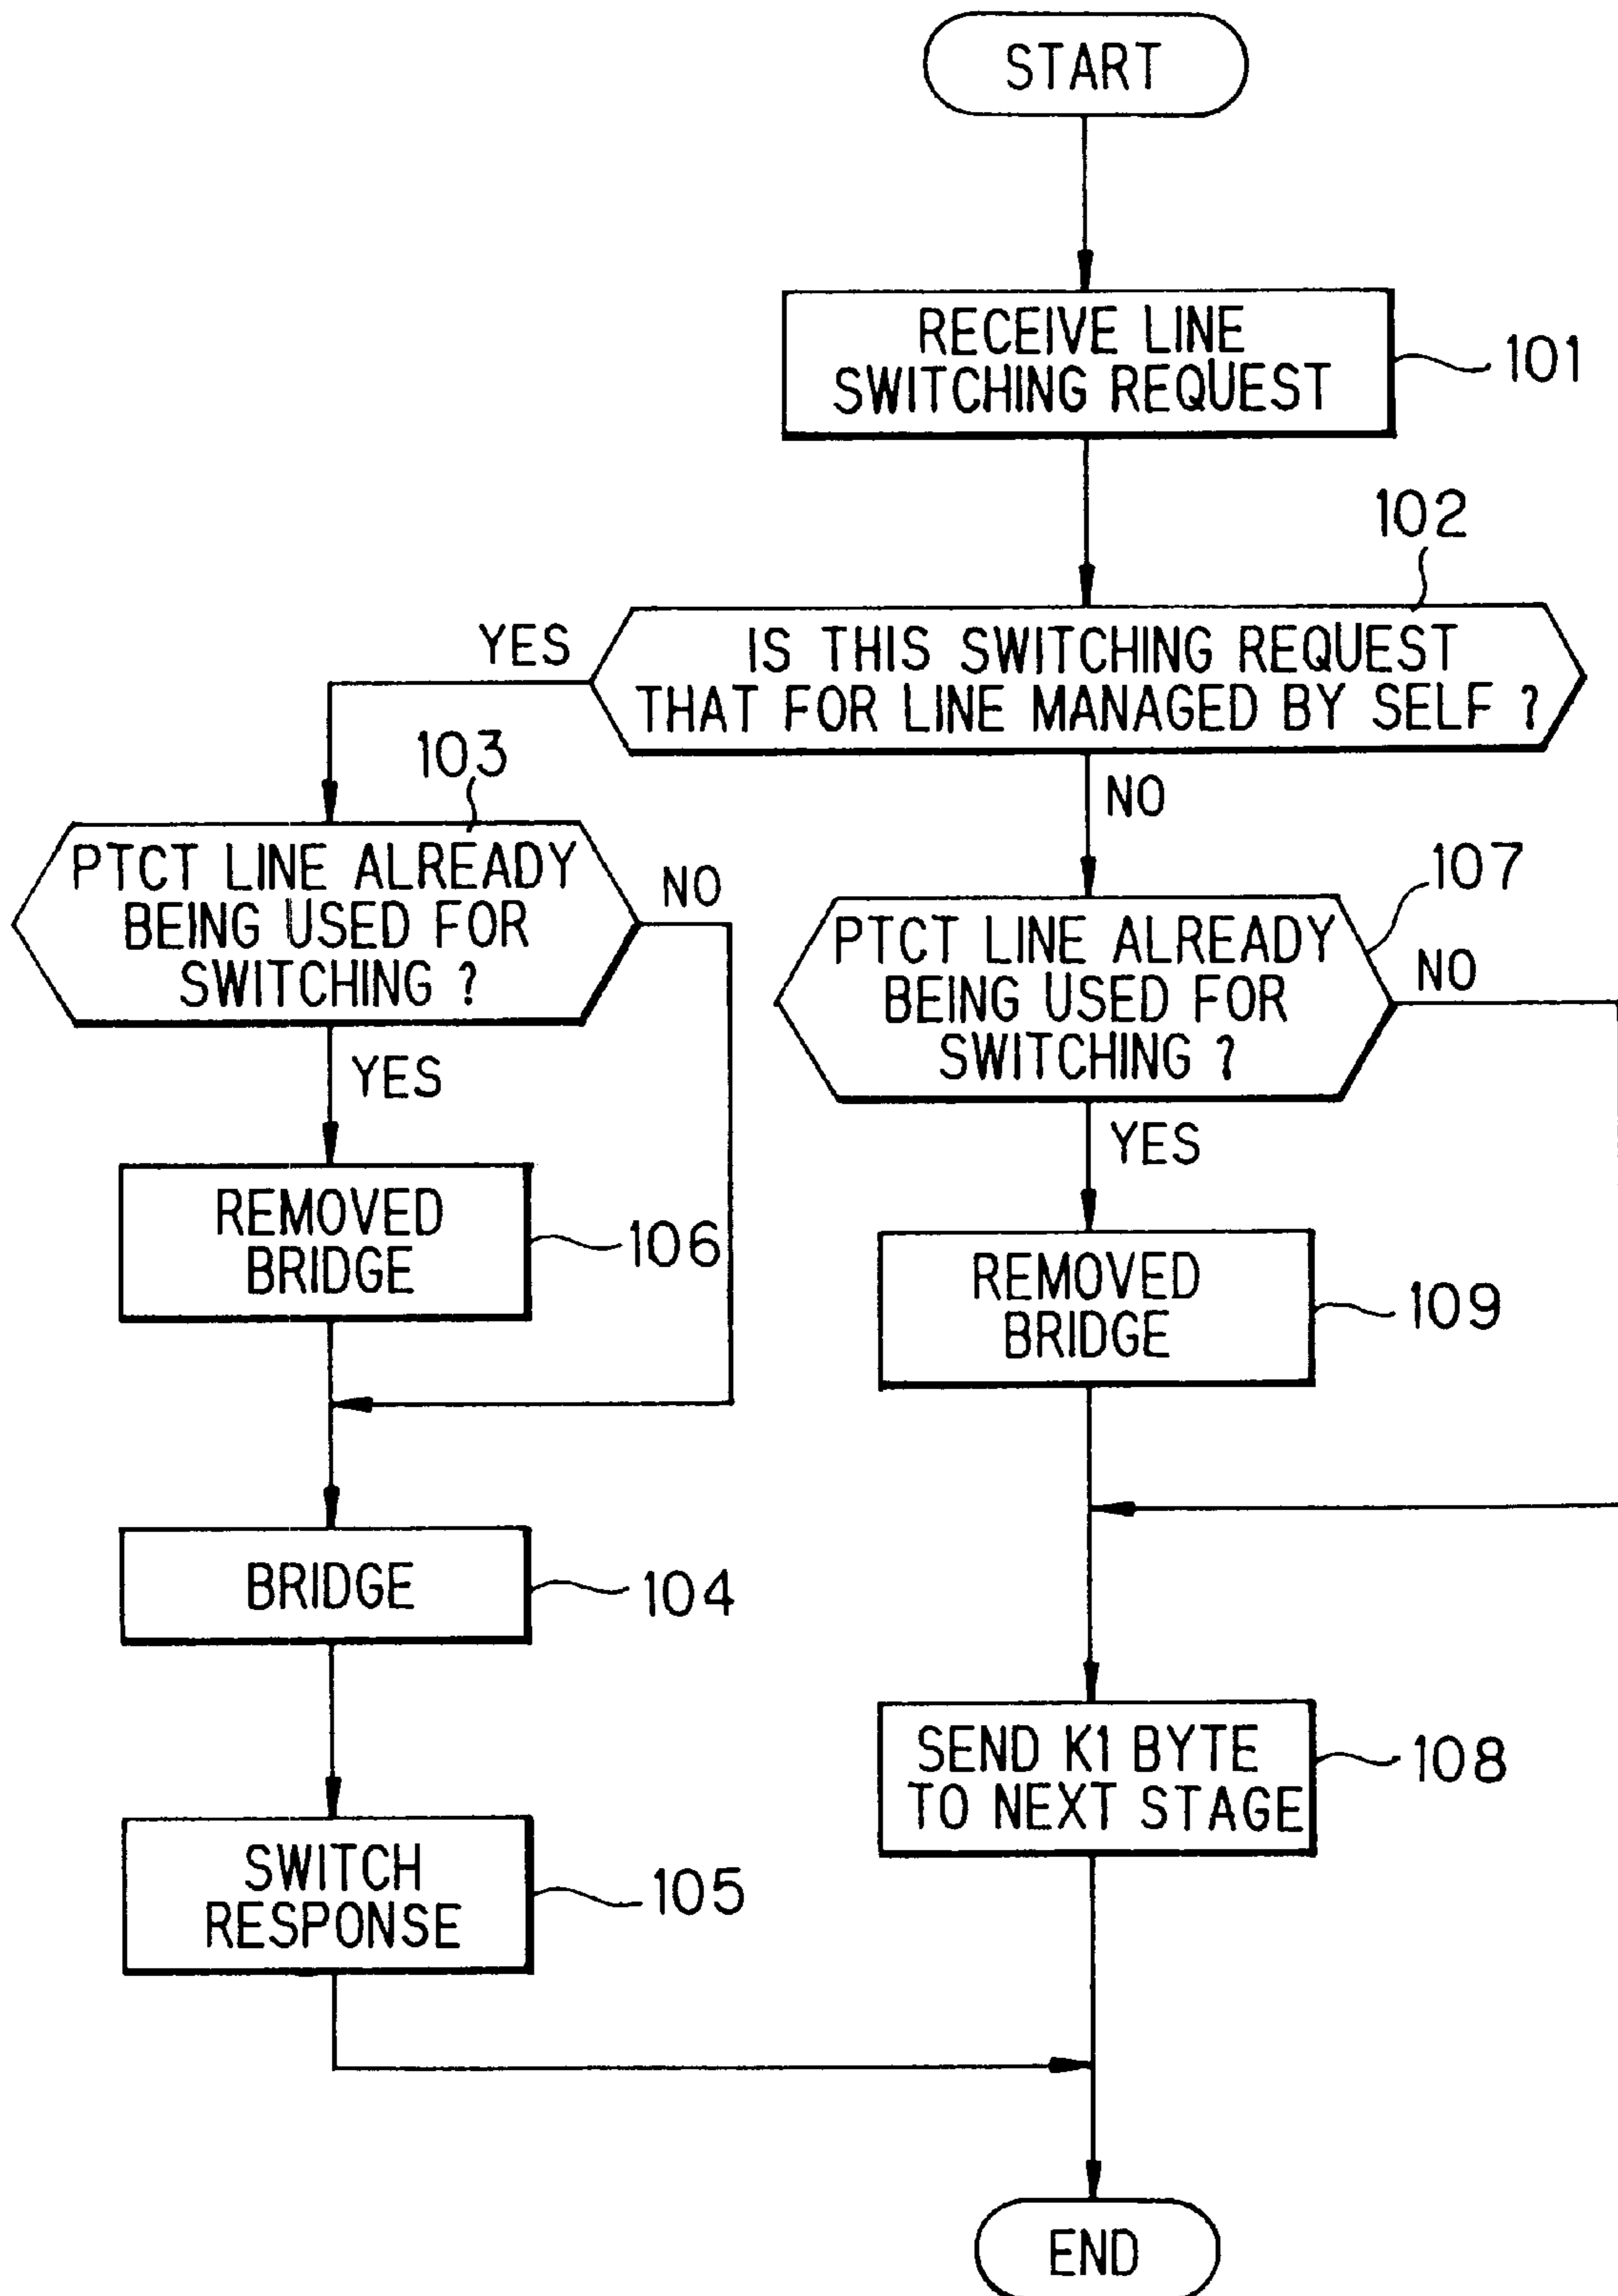 START
RECEIVE LINE
SWITCHING REQUEST
101
102
IS THIS SWITCHING REQUEST
THAT FOR LINE MANAGED BY SELF ?
YES
NO
103
PTCT LINE ALREADY
BEING USED FOR
SWITCHING ?
NO
YES
107
PTCT LINE ALREADY
BEING USED FOR
SWITCHING ?
NO
YES
REMOVED
BRIDGE
106
REMOVED
BRIDGE
109
BRIDGE
104
SEND K1 BYTE
TO NEXT STAGE
108
SWITCH
RESPONSE
105
END